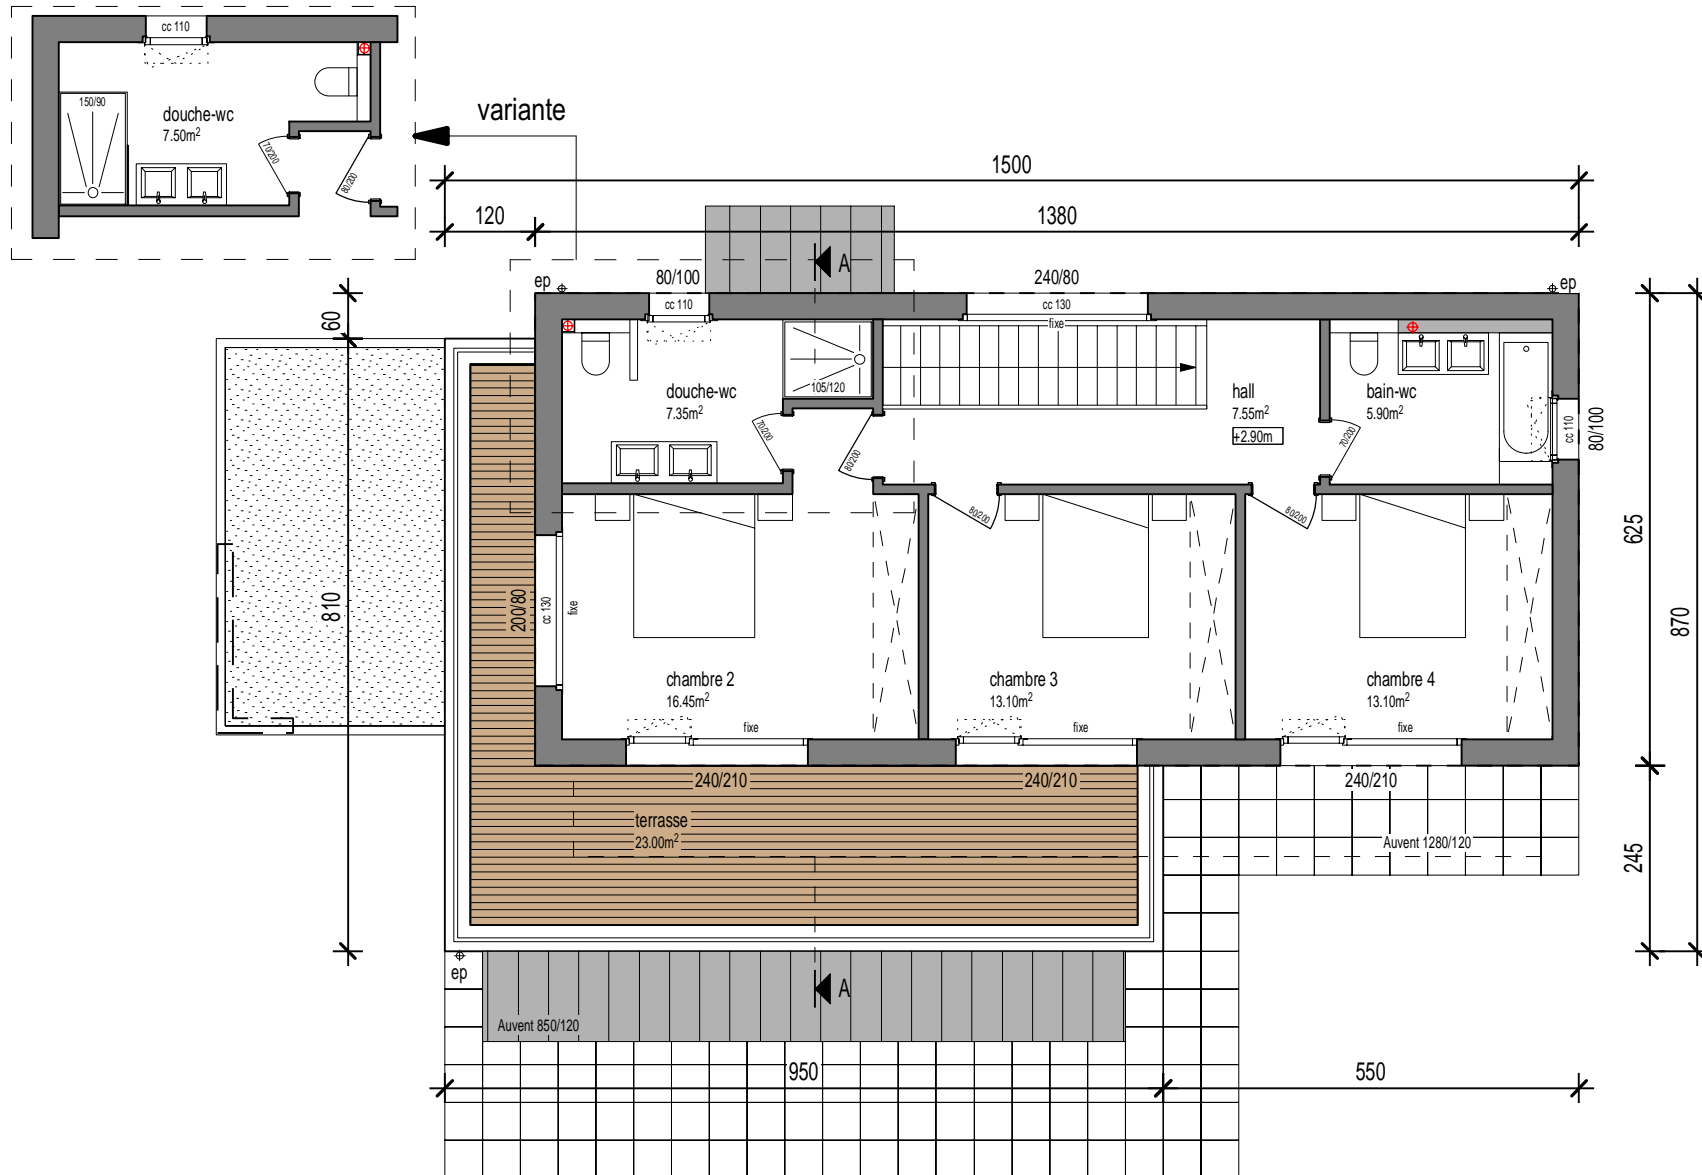 cc 110
150/90
douche-wc
7.50m²
70/200
80/200
variante
1500
120
1380
A
ep
80/100
240/80
ep
cc 110
cc 130
fixe
60
douche-wc
7.35m²
105/120
hall
7.55m²
+2.90m
bain-wc
5.90m²
cc 110
80/100
70/200
80/200
70/200
80/200
80/200
625
870
810
200/80
cc 130
fixe
chambre 2
16.45m²
chambre 3
13.10m²
chambre 4
13.10m²
fixe
fixe
fixe
240/210
240/210
240/210
terrasse
23.00m²
Auvent 1280/120
245
ep
A
Auvent 850/120
950
550